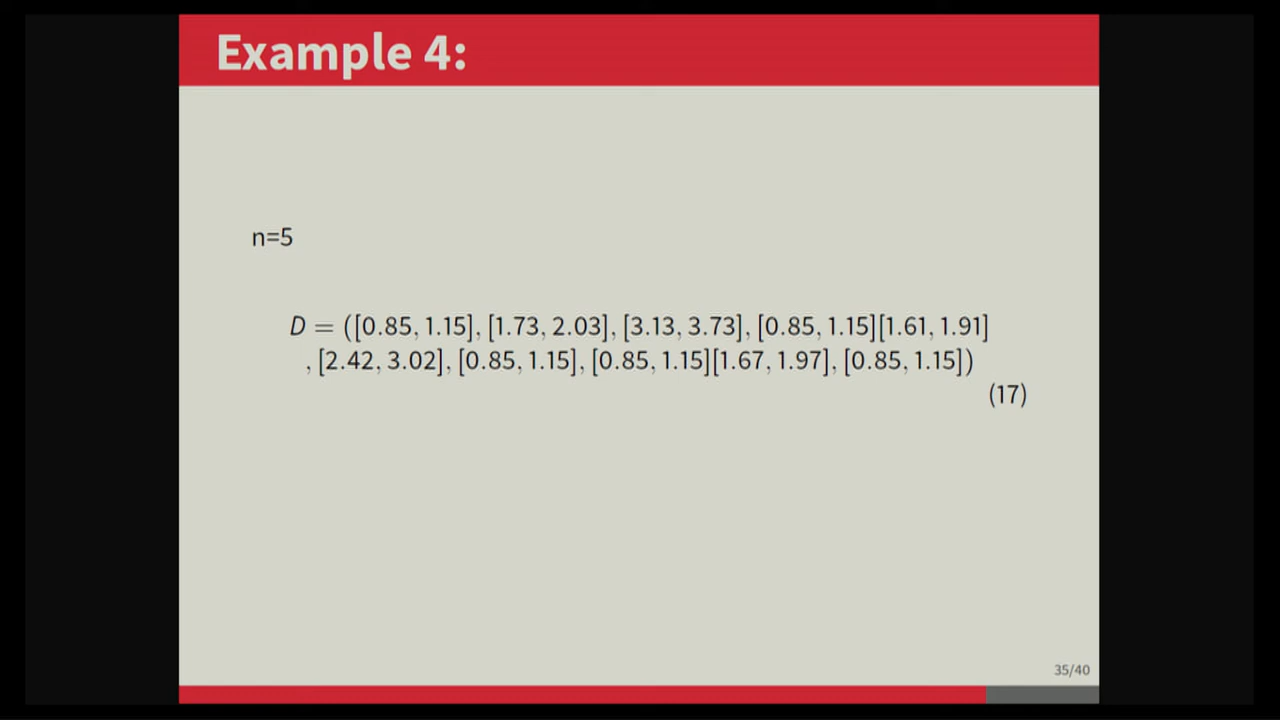 Example 4:
n=5
D = ([0.85, 1.15], [1.73, 2.03], [3.13, 3.73], [0.85, 1.15][1.61, 1.91]
, [2.42, 3.02], [0.85, 1.15], [0.85, 1.15][1.67, 1.97], [0.85, 1.15])
(17)
35/40